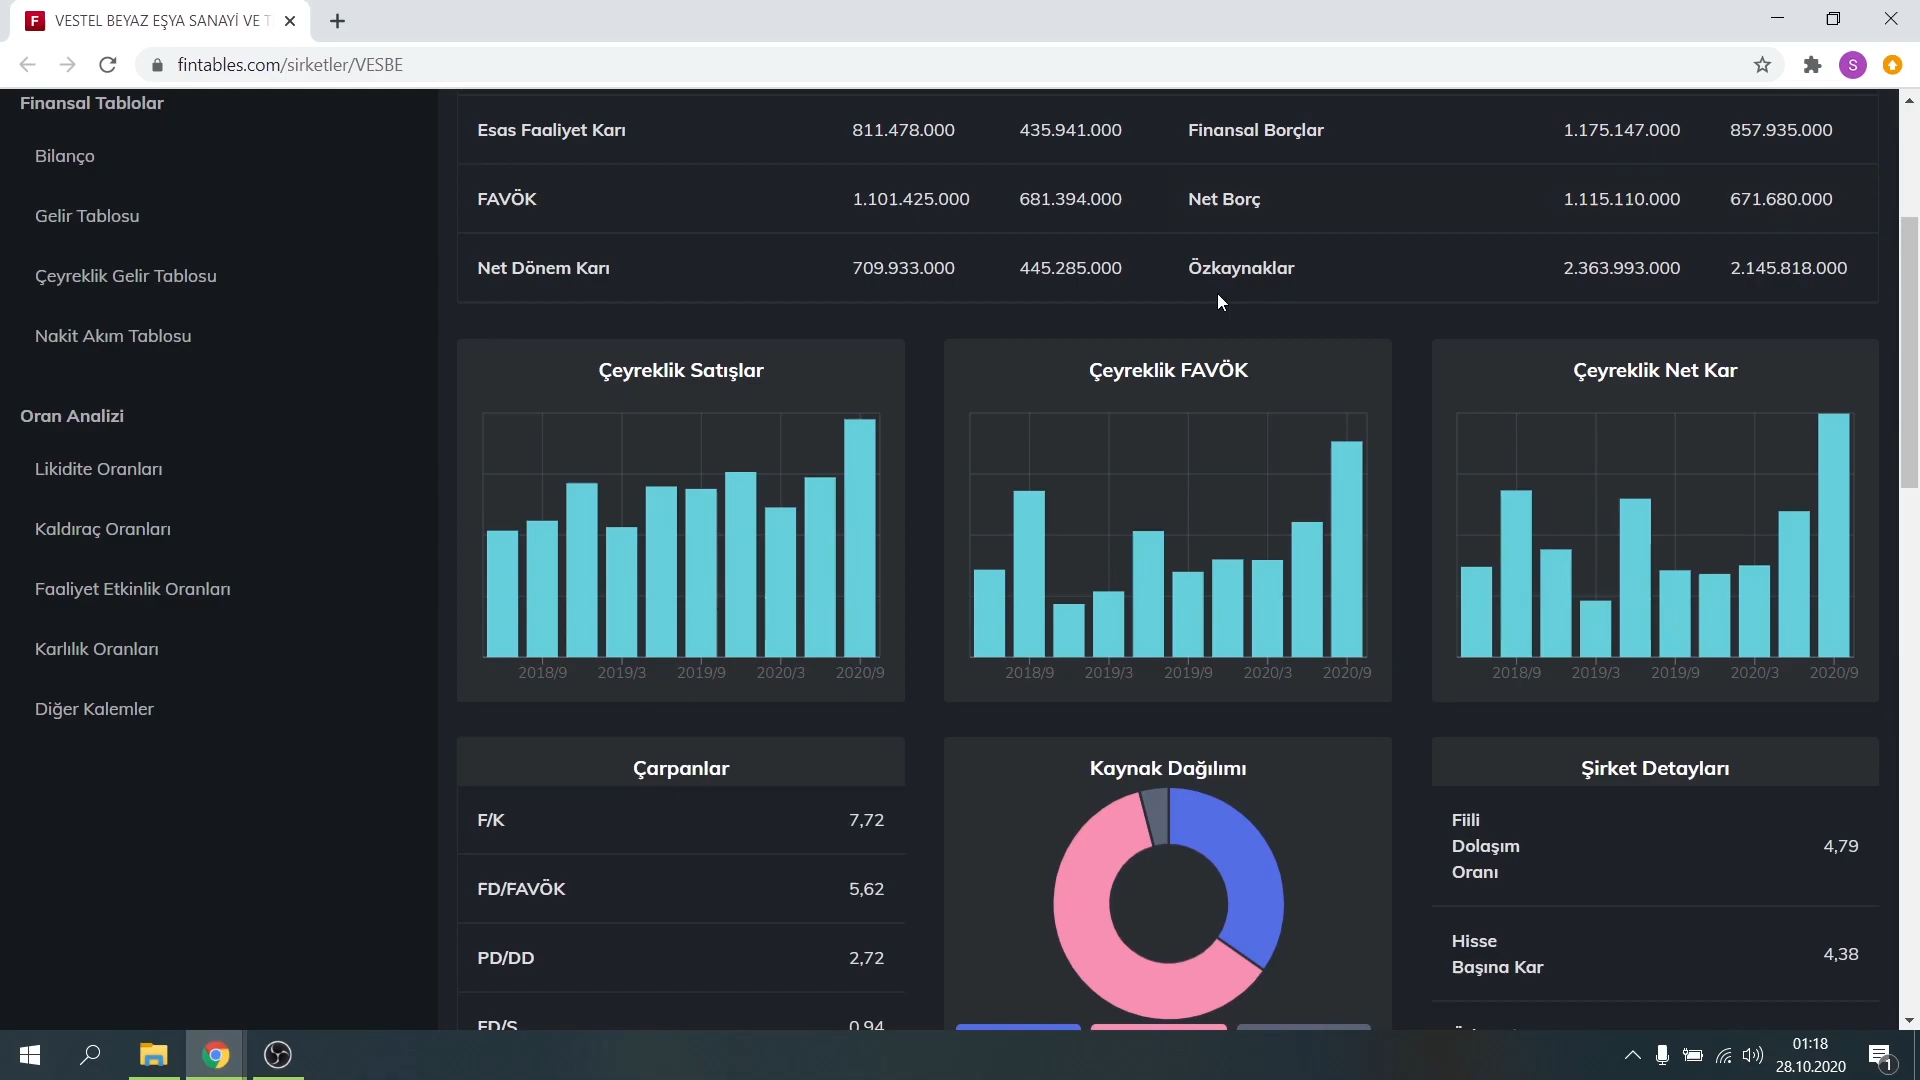 VESTEL BEYAZ EŞYA SANAYİ VE T
fintables.com/sirketler/VESBE
S
Finansal Tablolar
Bilanço
Gelir Tablosu
Çeyreklik Gelir Tablosu
Nakit Akım Tablosu
Oran Analizi
Likidite Oranları
Kaldıraç Oranları
Faaliyet Etkinlik Oranları
Karlılık Oranları
Diğer Kalemler
Esas Faaliyet Karı 811.478.000 435.941.000 Finansal Borçlar 1.175.147.000 857.935.000
FAVÖK 1.101.425.000 681.394.000 Net Borç 1.115.110.000 671.680.000
Net Dönem Karı 709.933.000 445.285.000 Özkaynaklar 2.363.993.000 2.145.818.000
Çeyreklik Satışlar
2018/9 2019/3 2019/9 2020/3 2020/9
Çeyreklik FAVÖK
2018/9 2019/3 2019/9 2020/3 2020/9
Çeyreklik Net Kar
2018/9 2019/3 2019/9 2020/3 2020/9
Çarpanlar
F/K 7,72
FD/FAVÖK 5,62
PD/DD 2,72
FD/S 0,94
Kaynak Dağılımı
Şirket Detayları
Fiili
Dolaşım
Oranı
4,79
Hisse
Başına Kar
4,38
01:18
28.10.2020
1